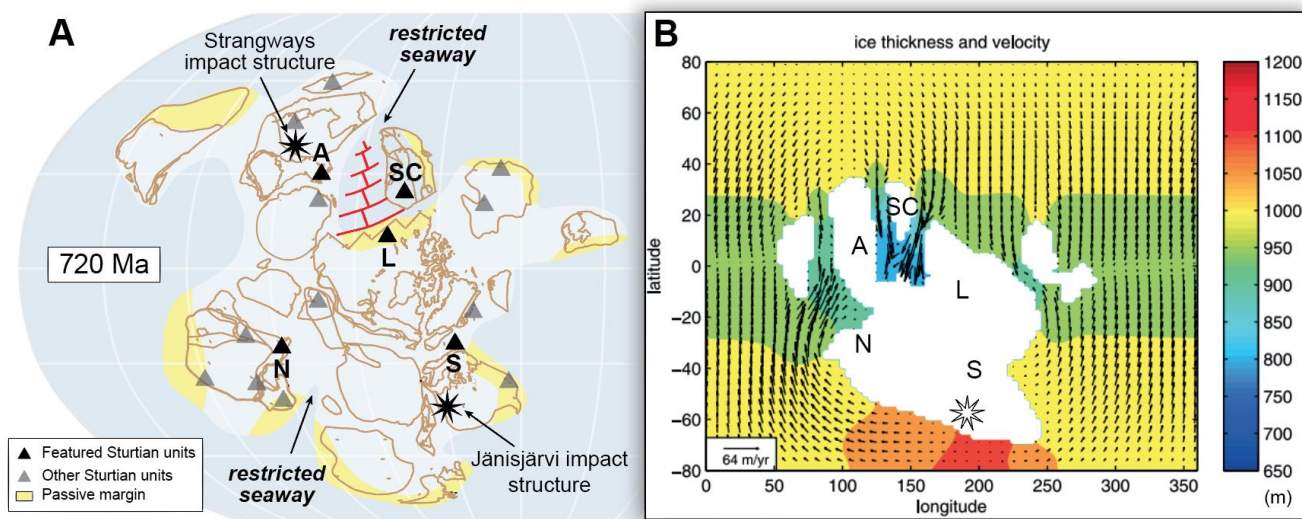 A
Strangways
impact structure
restricted
seaway
A
SC
L
720 Ma
N
S
restricted
seaway
Jänisjärvi impact
structure
Featured Sturtian units
Other Sturtian units
Passive margin
B
ice thickness and velocity
80
60
40
20
0
−20
−40
−60
−80
latitude
SC
A
L
N
S
64 m/yr
0
50
100
150
200
250
300
350
longitude
1200
1150
1100
1050
1000
950
900
850
800
750
700
650
(m)